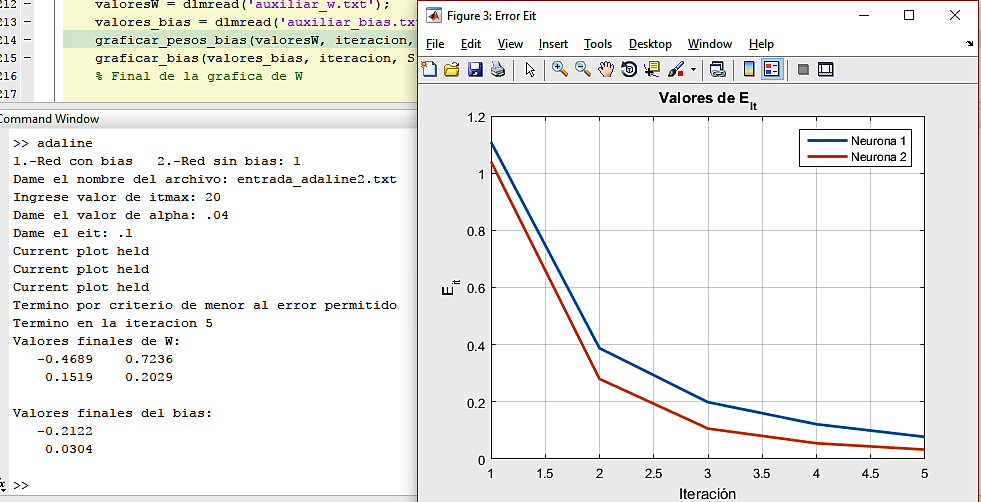 212 – valoresW = dlmread('auxiliar_w.txt');
213 – valores_bias = dlmread('auxiliar_bias.tx
214 – graficar_pesos_bias(valoresW, iteracion,
215 – graficar_bias(valores_bias, iteracion, S
216 % Final de la grafica de W
217
Command Window
>> adaline
1.-Red con bias 2.-Red sin bias: 1
Dame el nombre del archivo: entrada_adaline2.txt
Ingrese valor de itmax: 20
Dame el valor de alpha: .04
Dame el eit: .1
Current plot held
Current plot held
Current plot held
Termino por criterio de menor al error permitido
Termino en la iteracion 5
Valores finales de W:
-0.4689 0.7236
0.1519 0.2029
Valores finales del bias:
-0.2122
0.0304
>>
Figure 3: Error Eit
File Edit View Insert Tools Desktop Window Help
Valores de E_it
Neurona 1
Neurona 2
1.2
1
0.8
0.6
0.4
0.2
0
E_it
1 1.5 2 2.5 3 3.5 4 4.5 5
Iteración